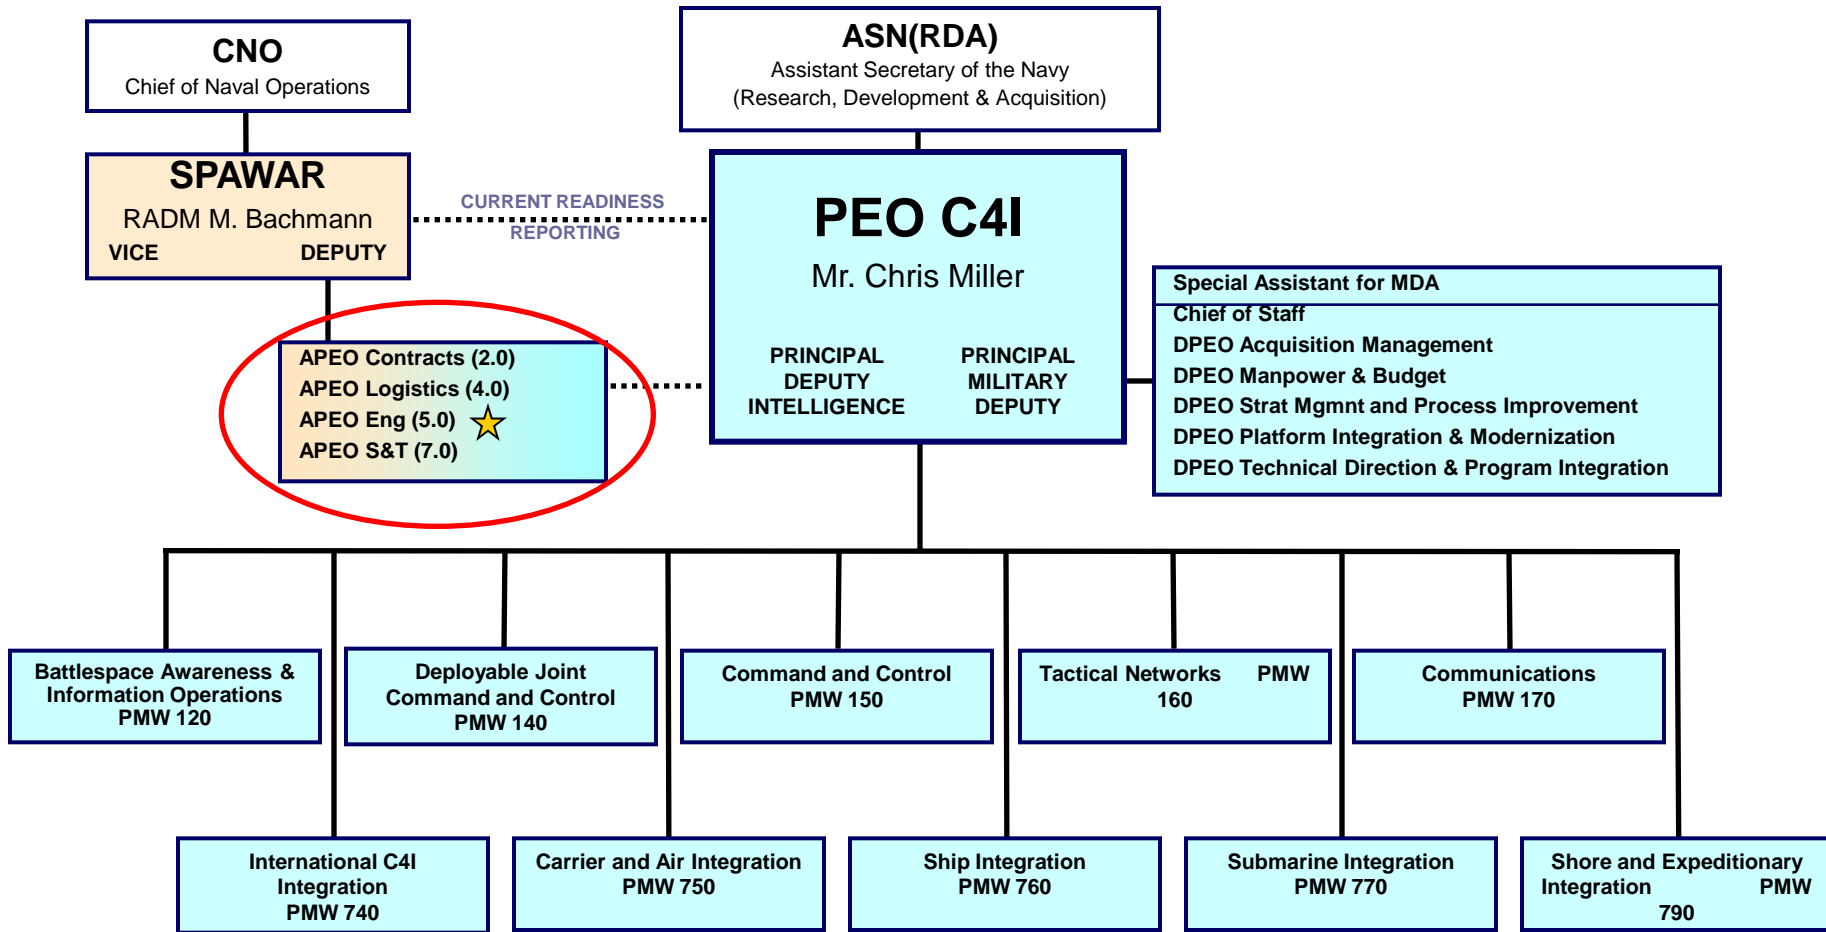 CNO
Chief of Naval Operations
ASN(RDA)
Assistant Secretary of the Navy
(Research, Development & Acquisition)
SPAWAR
RADM M. Bachmann
VICE DEPUTY
CURRENT READINESS
REPORTING
PEO C4I
Mr. Chris Miller
PRINCIPAL
DEPUTY
INTELLIGENCE
PRINCIPAL
MILITARY
DEPUTY
Special Assistant for MDA
Chief of Staff
DPEO Acquisition Management
DPEO Manpower & Budget
DPEO Strat Mgmnt and Process Improvement
DPEO Platform Integration & Modernization
DPEO Technical Direction & Program Integration
APEO Contracts (2.0)
APEO Logistics (4.0)
APEO Eng (5.0)
APEO S&T (7.0)
Battlespace Awareness &
Information Operations
PMW 120
Deployable Joint
Command and Control
PMW 140
Command and Control
PMW 150
Tactical Networks PMW
160
Communications
PMW 170
International C4I
Integration
PMW 740
Carrier and Air Integration
PMW 750
Ship Integration
PMW 760
Submarine Integration
PMW 770
Shore and Expeditionary
Integration PMW
790